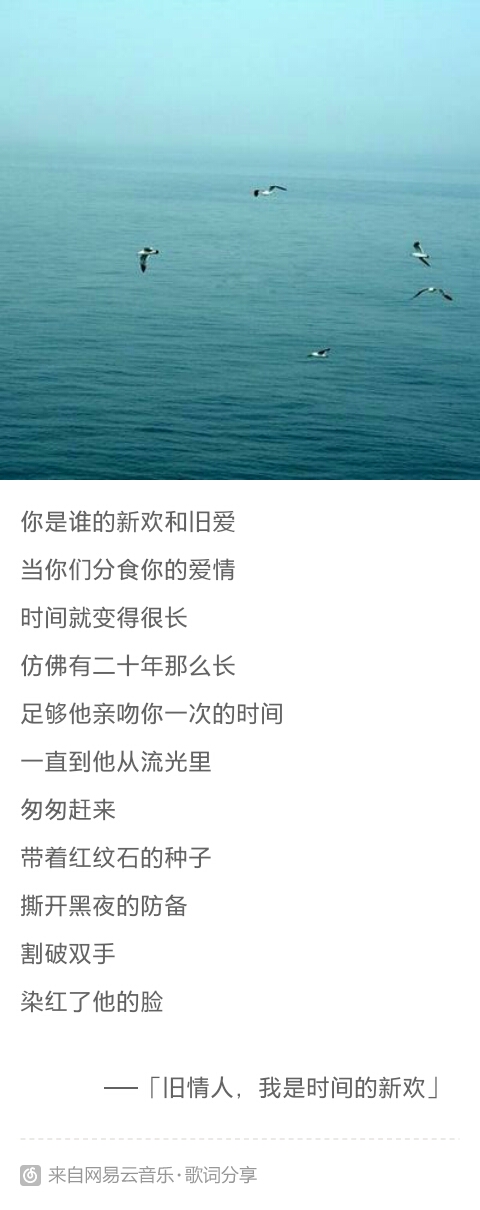 你是谁的新欢和旧爱
当你们分食你的爱情
时间就变得很长
仿佛有二十年那么长
足够他亲吻你一次的时间
一直到他从流光里
匆匆赶来
带着红纹石的种子
撕开黑夜的防备
割破双手
染红了他的脸
——「旧情人，我是时间的新欢」
来自网易云音乐·歌词分享